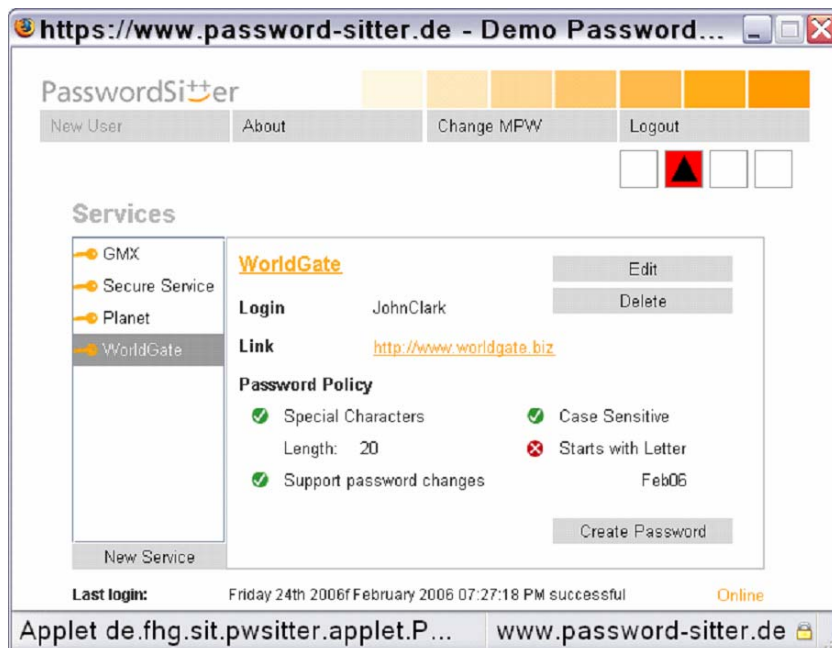 https://www.password-sitter.de - Demo Password...
PasswordSitter
New User About Change MPW Logout
Services
GMX
Secure Service
Planet
WorldGate
New Service
WorldGate
Edit
Login JohnClark
Delete
Link http://www.worldgate.biz
Password Policy
Special Characters Case Sensitive
Length: 20 Starts with Letter
Support password changes Feb06
Create Password
Last login: Friday 24th 2006f February 2006 07:27:18 PM successful Online
Applet de.fhg.sit.pwsitter.applet.P... www.password-sitter.de